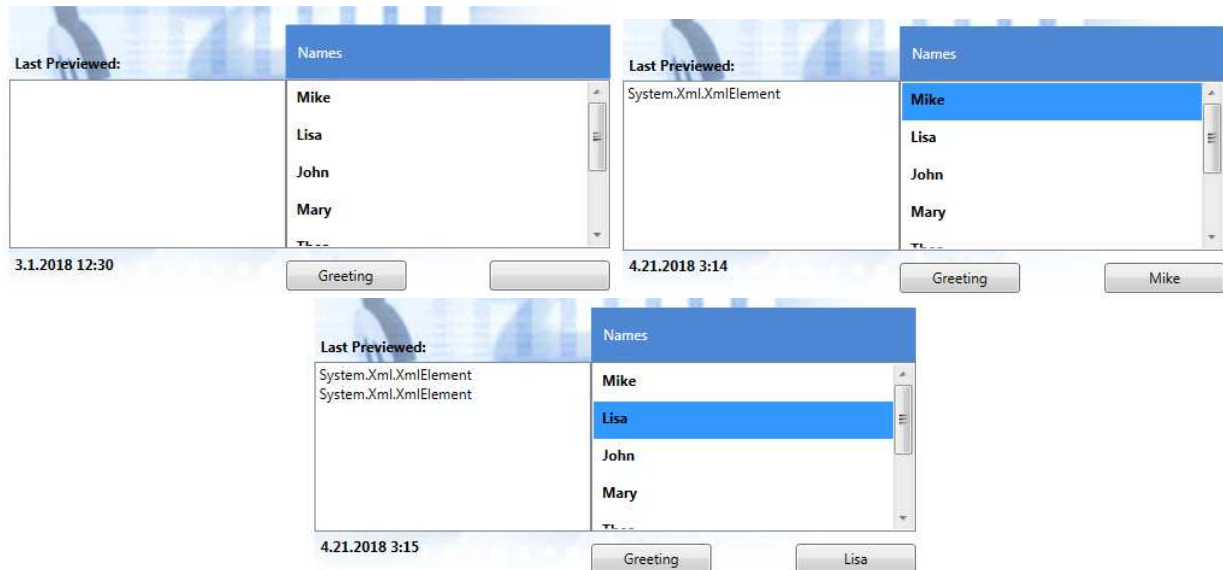 Names
Last Previewed:
Mike
Lisa
John
Mary
3.1.2018 12:30
Greeting
Names
Last Previewed:
System.Xml.XmlElement
Mike
Lisa
John
Mary
4.21.2018 3:14
Greeting
Mike
Names
Last Previewed:
System.Xml.XmlElement
System.Xml.XmlElement
Mike
Lisa
John
Mary
4.21.2018 3:15
Greeting
Lisa